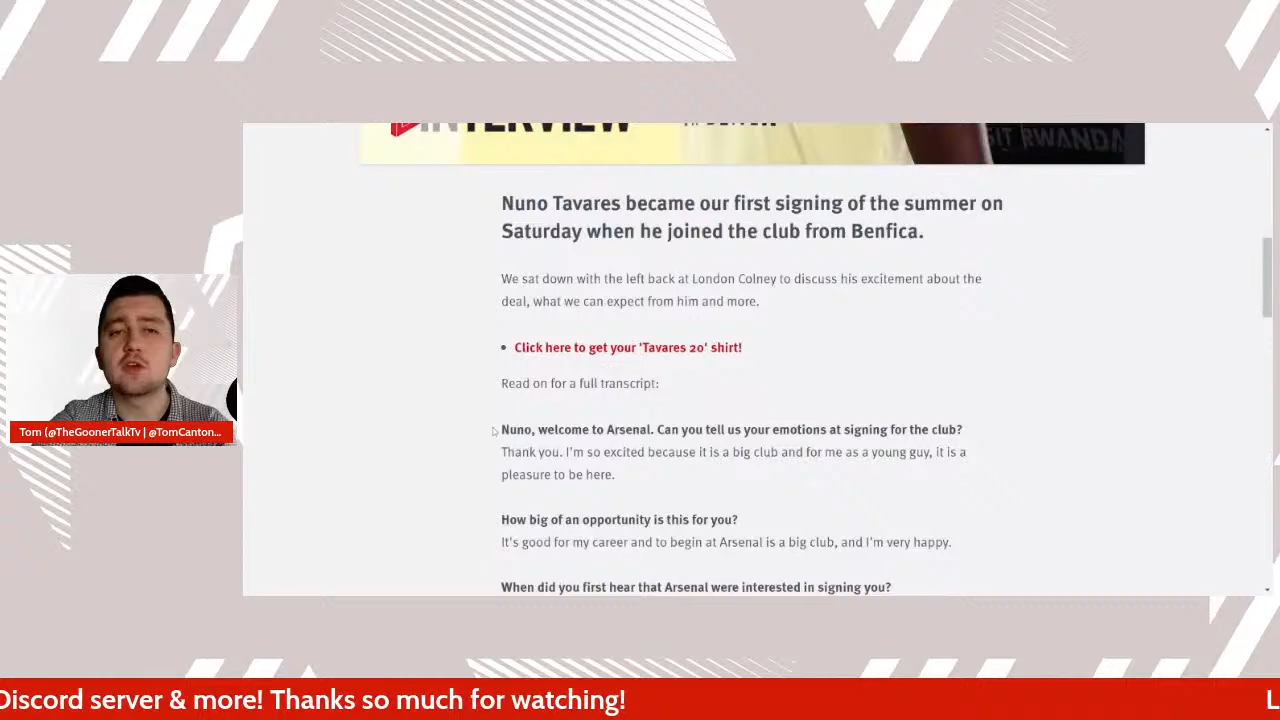 INTERVIEW
VISIT RWANDA
Nuno Tavares became our first signing of the summer on
Saturday when he joined the club from Benfica.
We sat down with the left back at London Colney to discuss his excitement about the
deal, what we can expect from him and more.
• Click here to get your 'Tavares 20' shirt!
Read on for a full transcript:
Nuno, welcome to Arsenal. Can you tell us your emotions at signing for the club?
Thank you. I'm so excited because it is a big club and for me as a young guy, it is a
pleasure to be here.
How big of an opportunity is this for you?
It's good for my career and to begin at Arsenal is a big club, and I'm very happy.
When did you first hear that Arsenal were interested in signing you?
Tom (@TheGoonerTalkTv | @TomCanton...
Discord server & more! Thanks so much for watching!
L